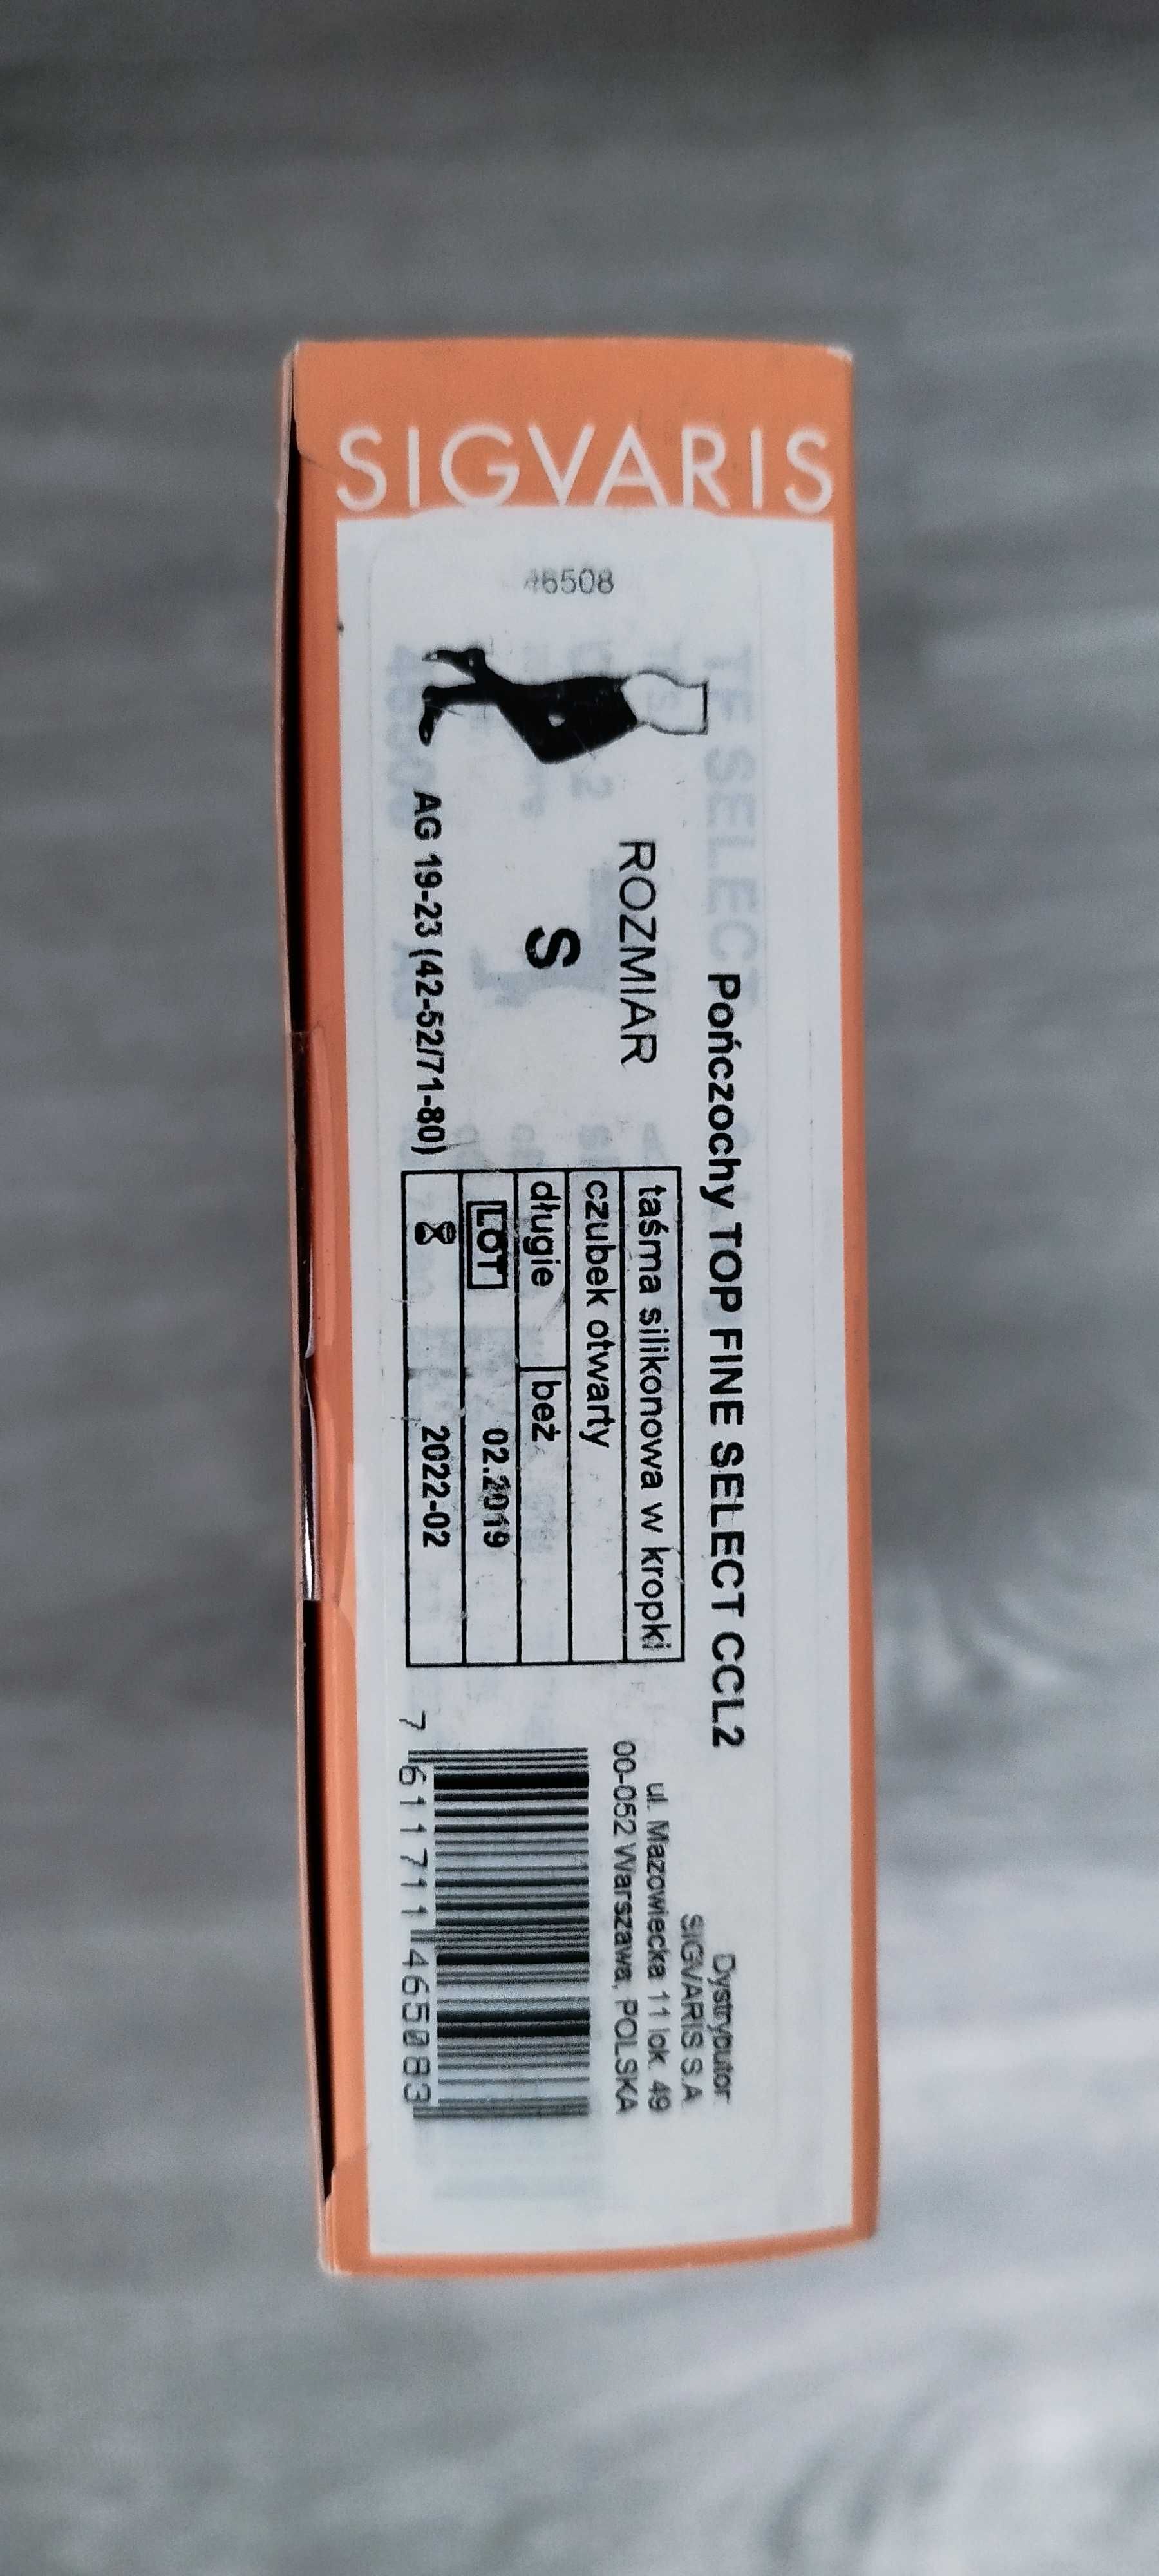 SIGVARIS
46508
Pończochy TOP FINE SELECT CCL2
ROZMIAR
S
AG 19-23 (42-52/71-80)
taśma silikonowa w kropki
czubek otwarty
długie beż
LOT 02.2019
2022-02
Dystrybutor:
SIGVARIS S.A
ul. Mazowiecka 11 lok. 49
00-052 Warszawa, POLSKA
7 611711 465083
TF SELECT